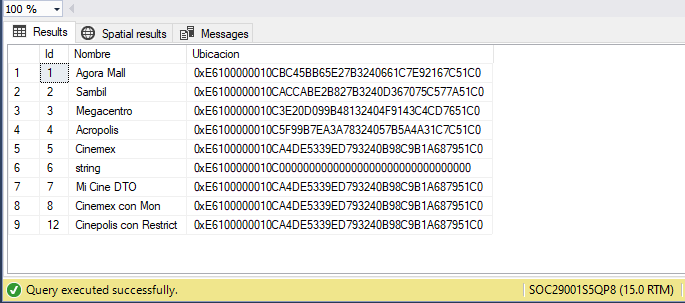 100 %
Results Spatial results Messages
Id Nombre Ubicacion
1 1 Agora Mall 0xE6100000010CBC45BB65E27B3240661C7E92167C51C0
2 2 Sambil 0xE6100000010CACCABE2B827B3240D367075C577A51C0
3 3 Megacentro 0xE6100000010C3E20D099B48132404F9143C4CD7651C0
4 4 Acropolis 0xE6100000010C5F99B7EA3A78324057B5A4A31C7C51C0
5 5 Cinemex 0xE6100000010CA4DE5339ED793240B98C9B1A687951C0
6 6 string 0xE6100000010C00000000000000000000000000000000
7 7 Mi Cine DTO 0xE6100000010CA4DE5339ED793240B98C9B1A687951C0
8 8 Cinemex con Mon 0xE6100000010CA4DE5339ED793240B98C9B1A687951C0
9 12 Cinepolis con Restrict 0xE6100000010CA4DE5339ED793240B98C9B1A687951C0
Query executed successfully. SOC29001S5QP8 (15.0 RTM)